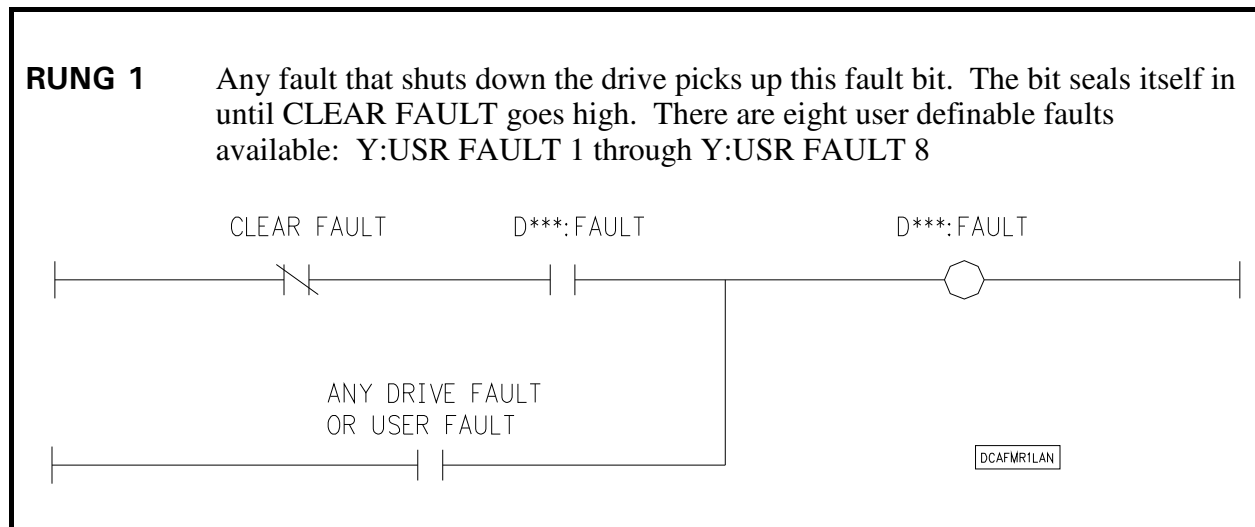 RUNG 1 Any fault that shuts down the drive picks up this fault bit. The bit seals itself in
until CLEAR FAULT goes high. There are eight user definable faults
available: Y:USR FAULT 1 through Y:USR FAULT 8
CLEAR FAULT D***:FAULT D***:FAULT
ANY DRIVE FAULT
OR USER FAULT
DCAFMR1LAN